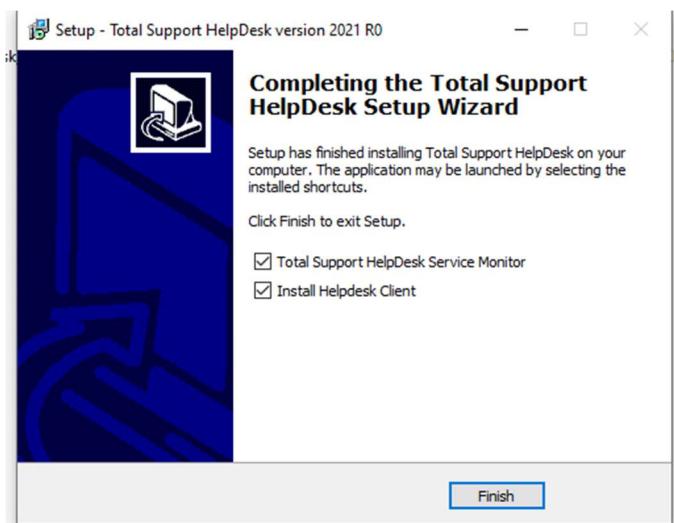 Setup - Total Support HelpDesk version 2021 R0
sk
Completing the Total Support
HelpDesk Setup Wizard
Setup has finished installing Total Support HelpDesk on your
computer. The application may be launched by selecting the
installed shortcuts.
Click Finish to exit Setup.
Total Support HelpDesk Service Monitor
Install Helpdesk Client
Finish